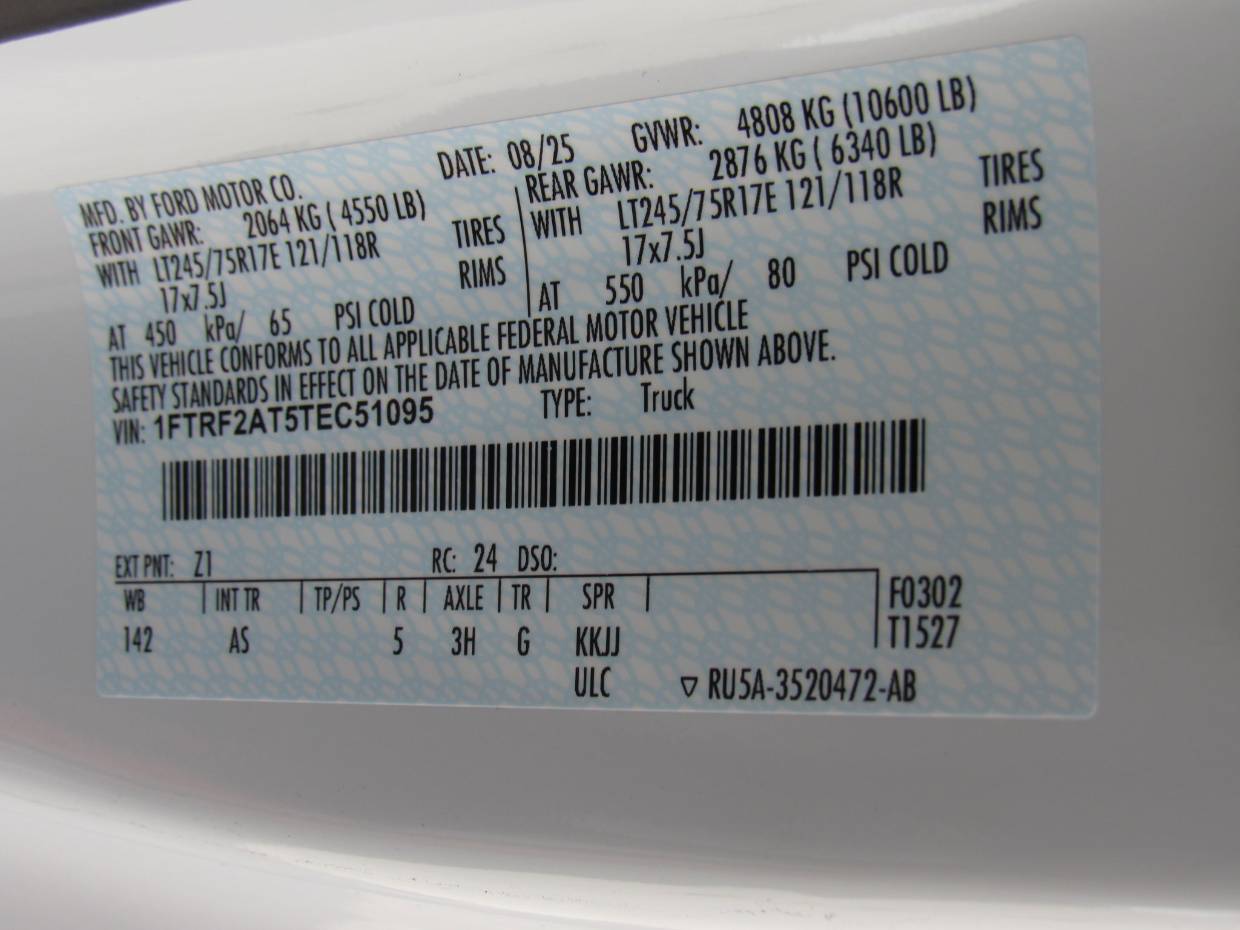 DATE: 08/25 GVWR: 4808 KG (10600 LB)
MFD. BY FORD MOTOR CO.
FRONT GAWR: 2064 KG ( 4550 LB)
WITH LT245/75R17E 121/118R TIRES
17x7.5J RIMS
AT 450 kPa/ 65 PSI COLD
REAR GAWR: 2876 KG ( 6340 LB)
WITH LT245/75R17E 121/118R TIRES
17x7.5J RIMS
AT 550 kPa/ 80 PSI COLD
THIS VEHICLE CONFORMS TO ALL APPLICABLE FEDERAL MOTOR VEHICLE
SAFETY STANDARDS IN EFFECT ON THE DATE OF MANUFACTURE SHOWN ABOVE.
VIN: 1FTRF2AT5TEC51095 TYPE: Truck
EXT PNT: Z1 RC: 24 DSO:
WB INT TR TP/PS R AXLE TR SPR F0302
142 AS 5 3H G KKJJ T1527
ULC ▽ RU5A-3520472-AB